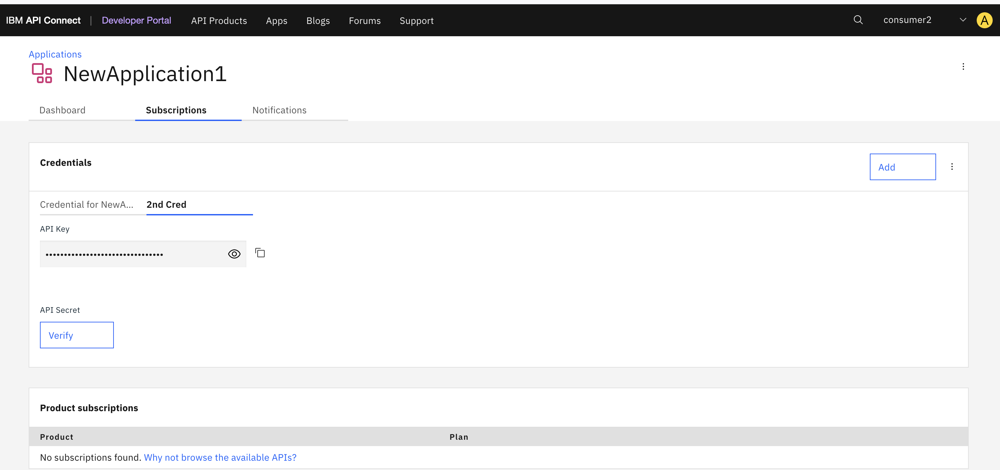 IBM API Connect | Developer Portal API Products Apps Blogs Forums Support consumer2 A
Applications
NewApplication1
Dashboard Subscriptions Notifications
Credentials
Add
Credential for NewA... 2nd Cred
API Key
••••••••••••••••••••••••••••••••
API Secret
Verify
Product subscriptions
Product Plan
No subscriptions found. Why not browse the available APIs?